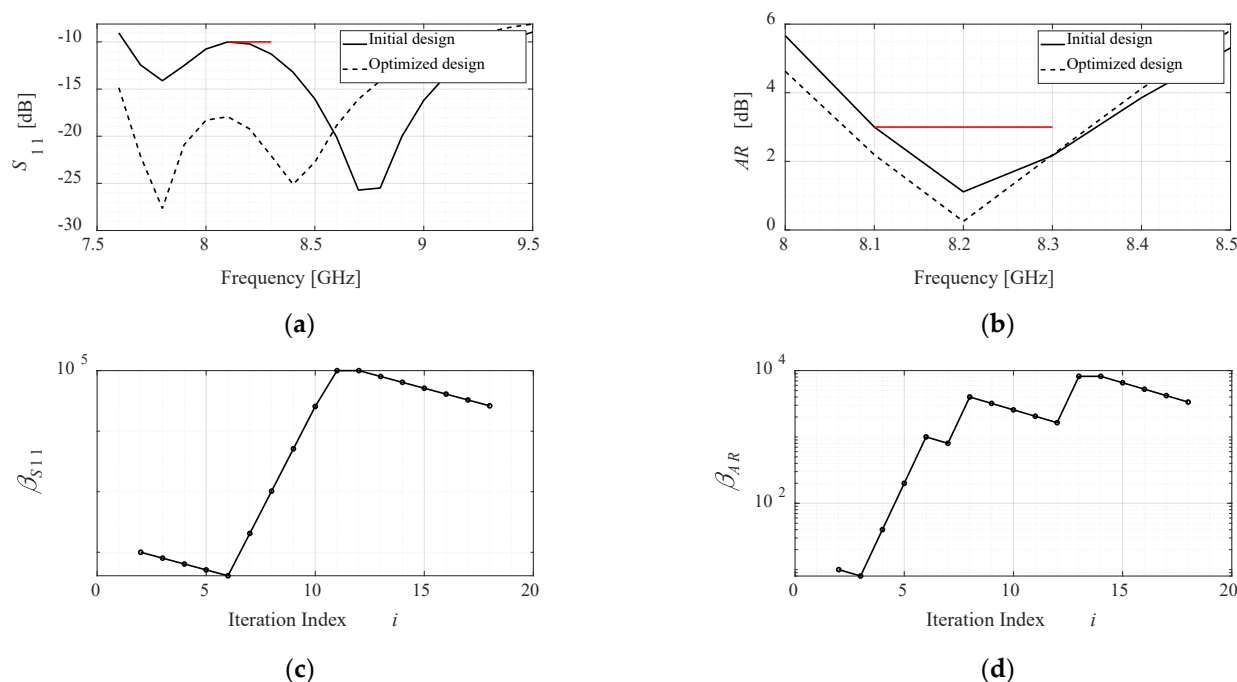 -10
-15
-20
-25
-30
S 11 [dB]
Initial design
Optimized design
7.5 8 8.5 9 9.5
Frequency [GHz]
(a)
6
4
2
0
AR [dB]
Initial design
Optimized design
8 8.1 8.2 8.3 8.4 8.5
Frequency [GHz]
(b)
10 5
β S11
0 5 10 15 20
Iteration Index i
(c)
10 4
10 2
β AR
0 5 10 15 20
Iteration Index i
(d)